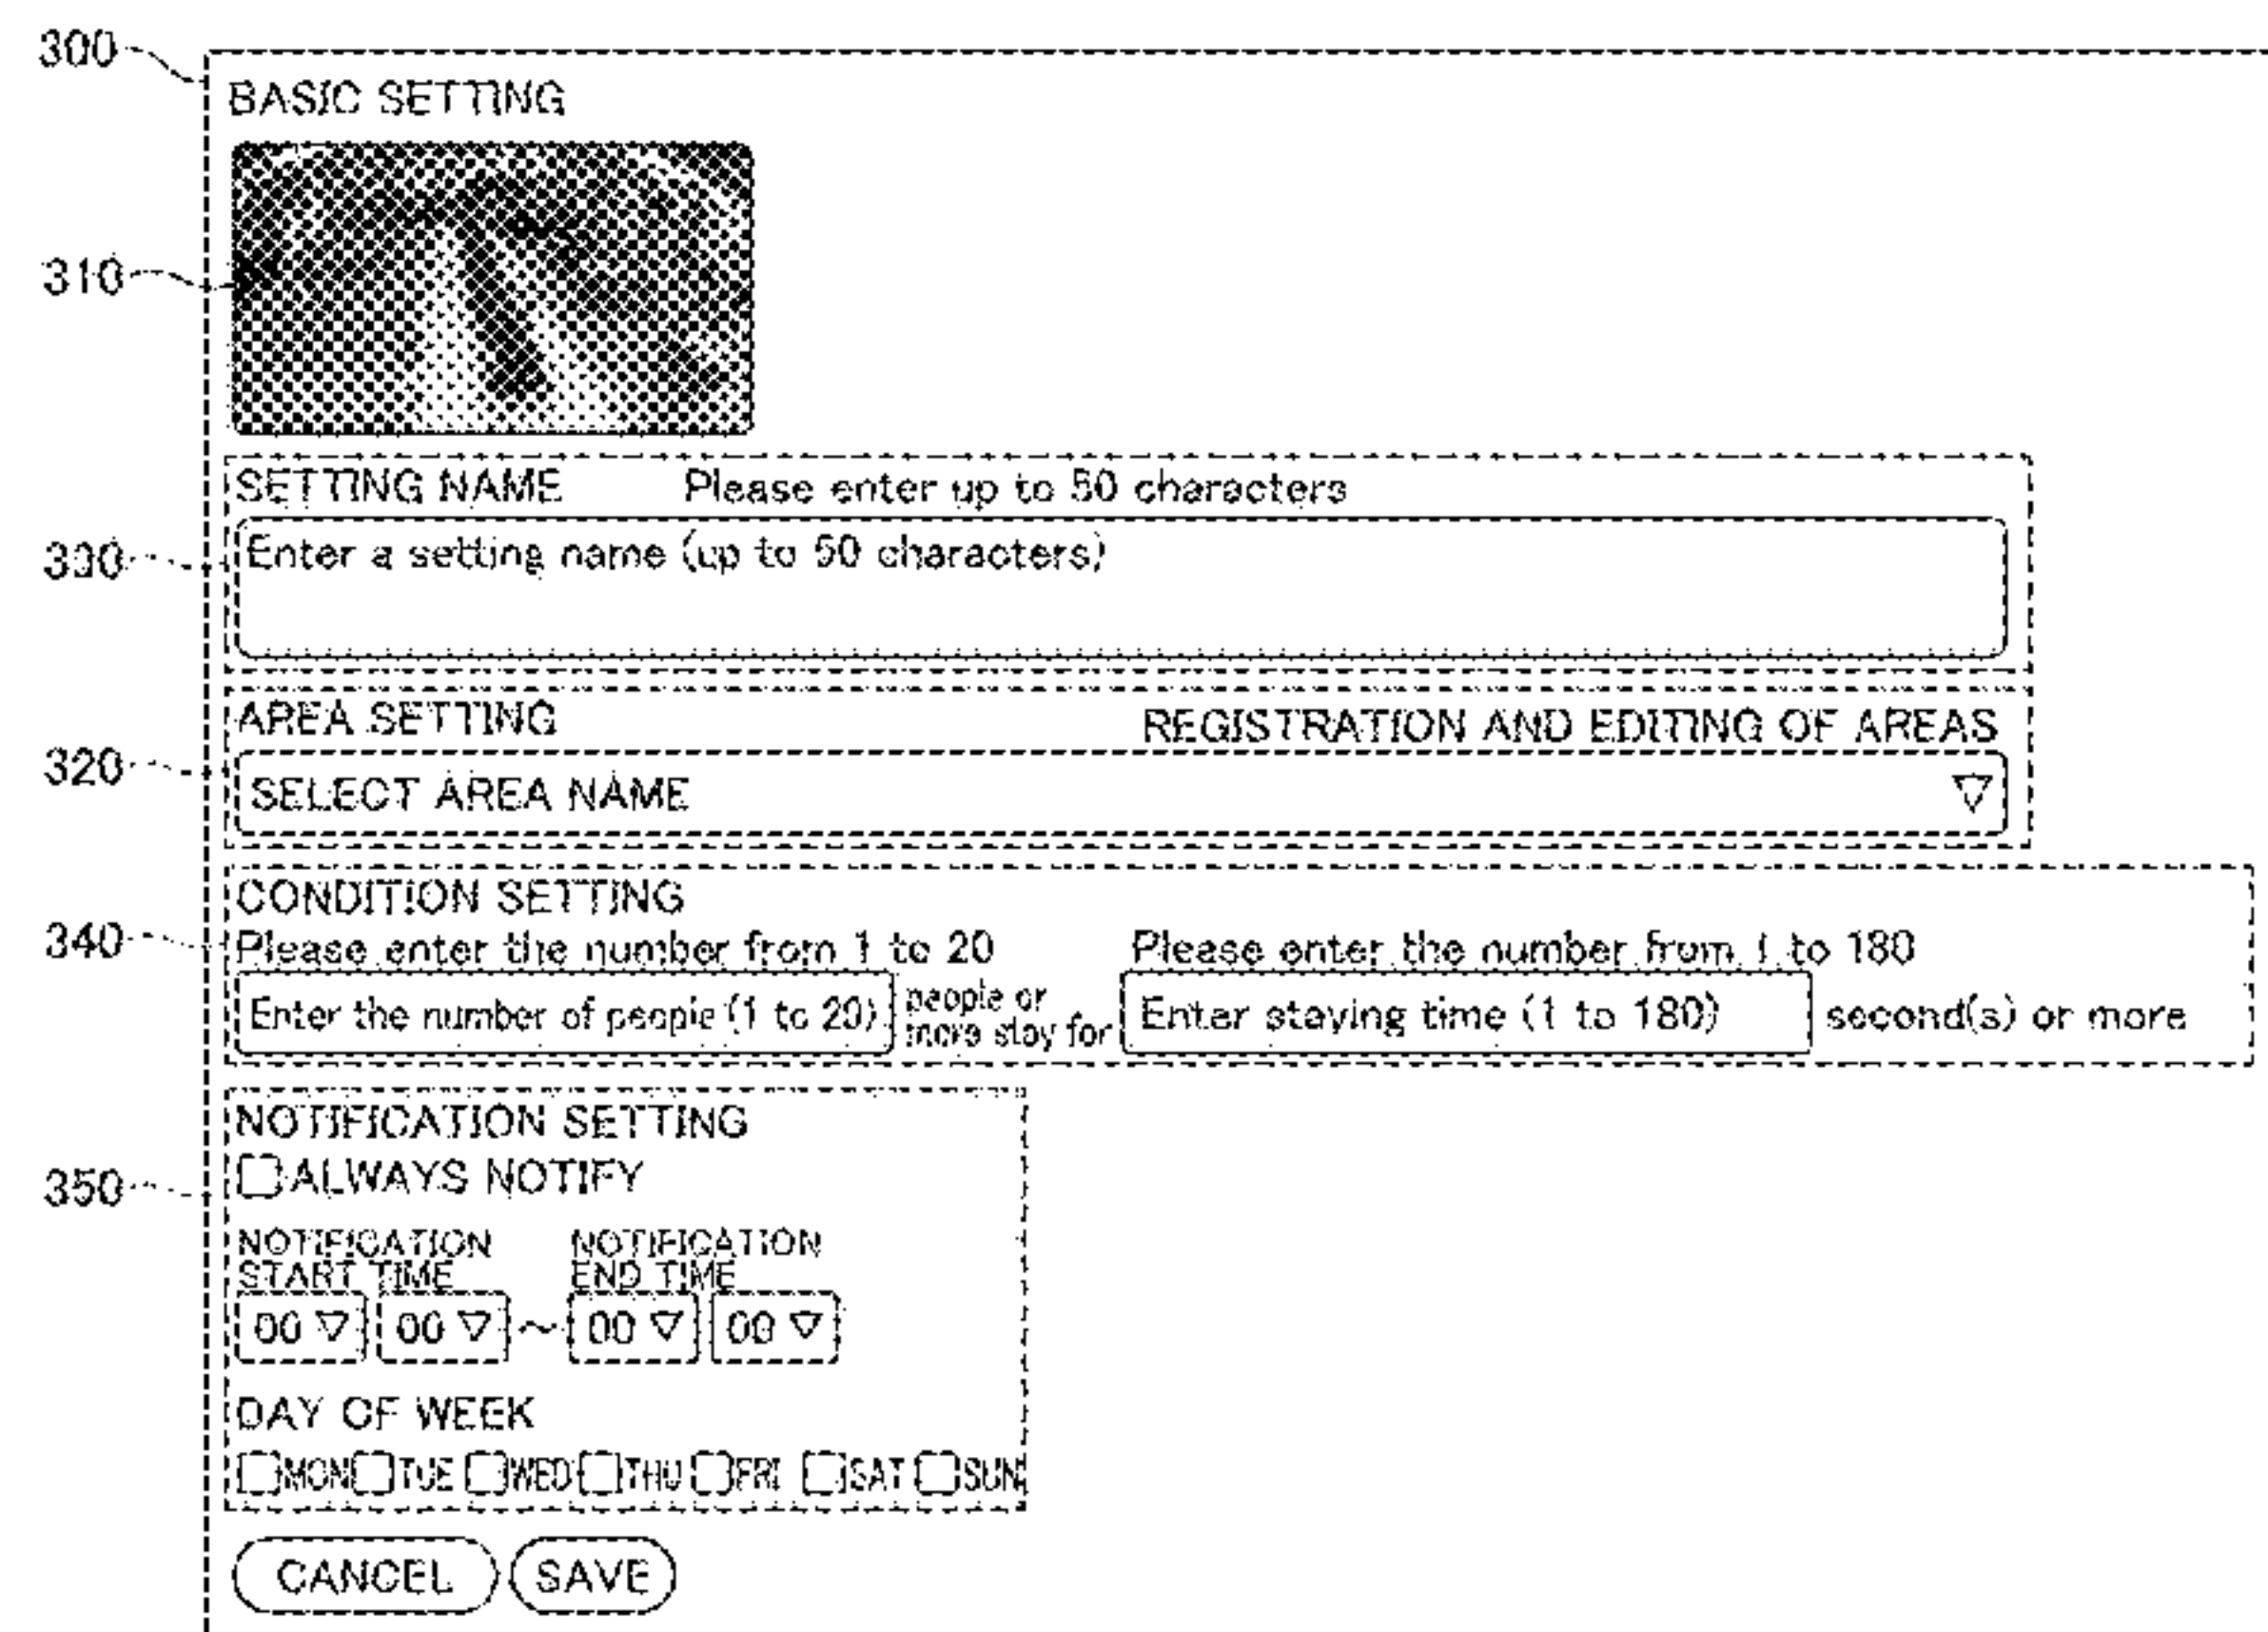 300
BASIC SETTING
310
SETTING NAME Please enter up to 50 characters
330 Enter a setting name (up to 50 characters)
AREA SETTING REGISTRATION AND EDITING OF AREAS
320 SELECT AREA NAME ▽
CONDITION SETTING
340 Please enter the number from 1 to 20 Please enter the number from 1 to 180
Enter the number of people (1 to 20) people or more stay for Enter staying time (1 to 180) second(s) or more
NOTIFICATION SETTING
350 ALWAYS NOTIFY
NOTIFICATION START TIME NOTIFICATION END TIME
00 ▽ 00 ▽ ~ 00 ▽ 00 ▽
DAY OF WEEK
MON TUE WED THU FRI SAT SUN
CANCEL SAVE